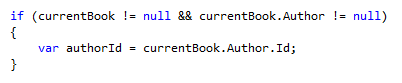 if (currentBook != null && currentBook.Author != null)
{
    var authorId = currentBook.Author.Id;
}